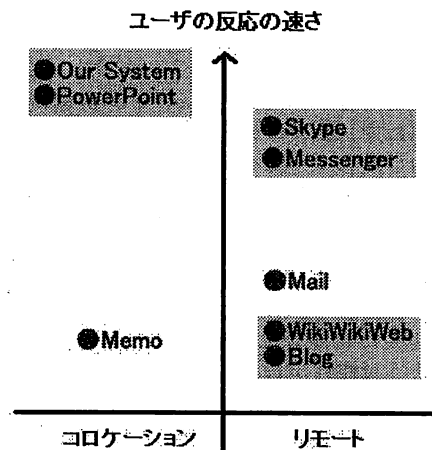 ユーザの反応の速さ
Our System
PowerPoint
Skype
Messenger
Mail
Memo
WikiWikiWeb
Blog
コロケーション
リモート